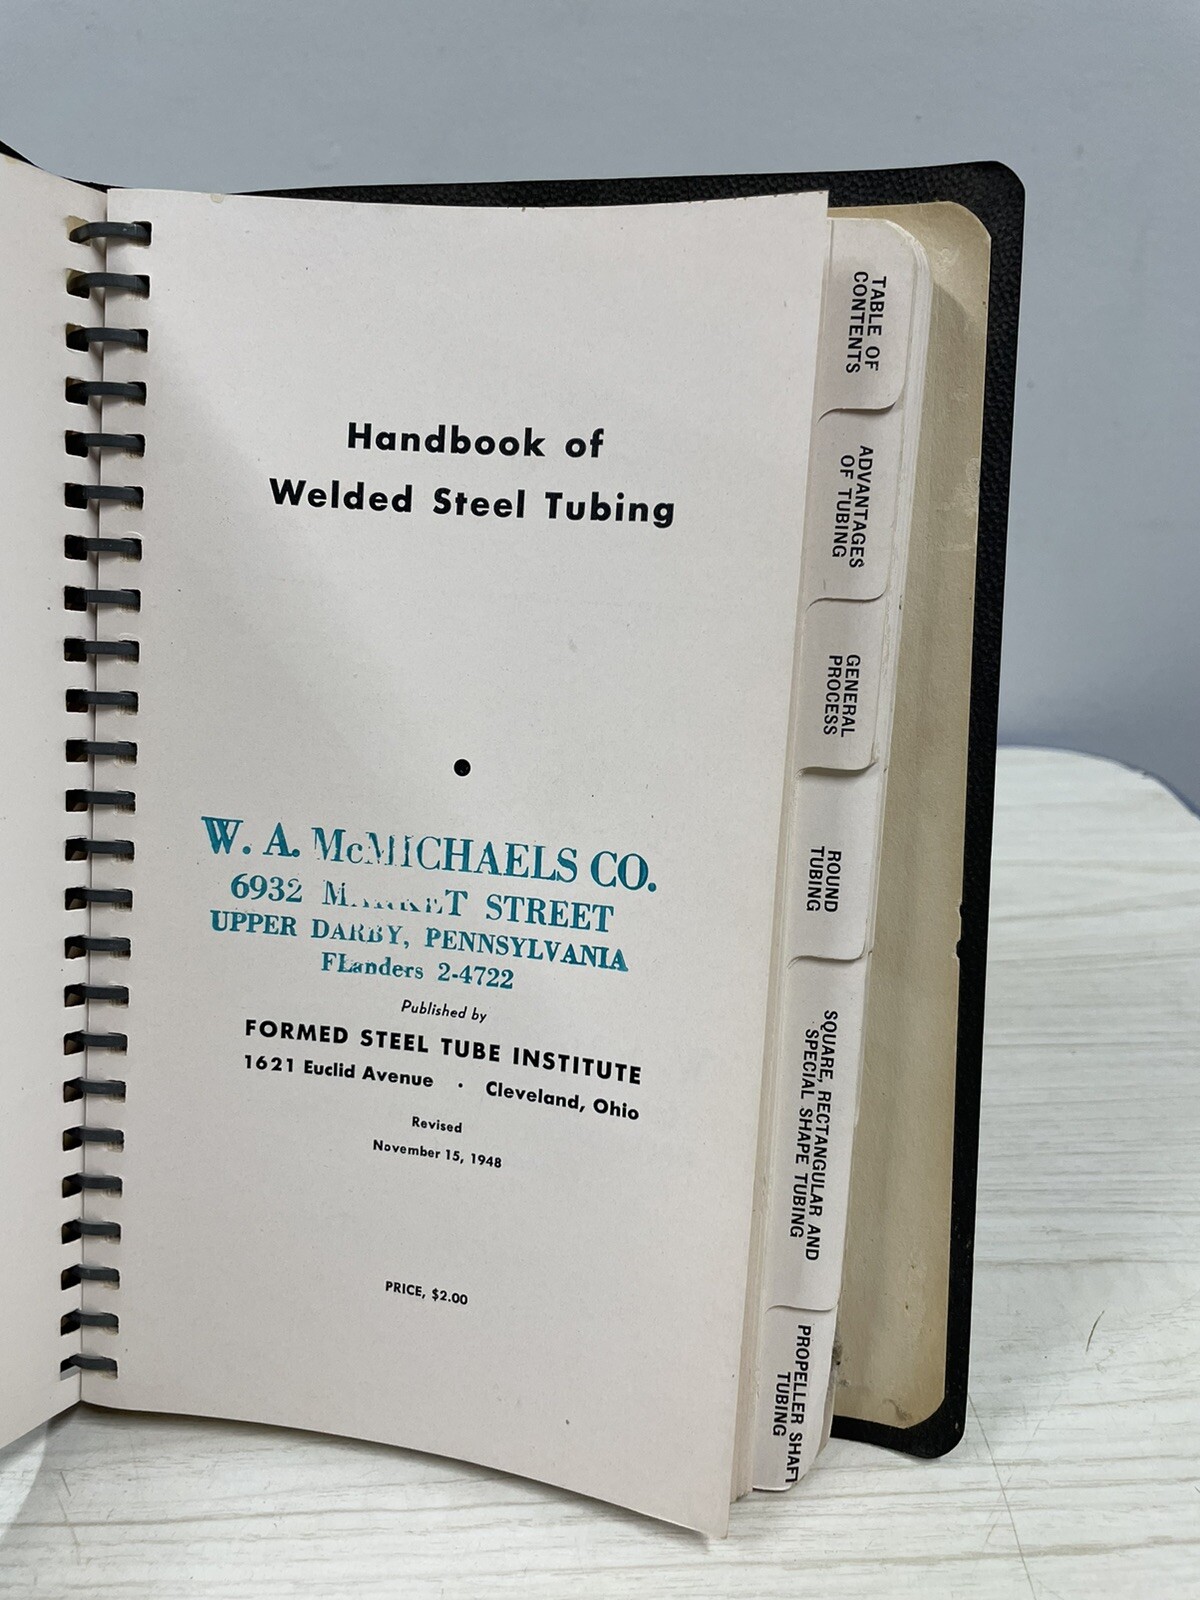 Handbook of
Welded Steel Tubing
W. A. McMICHAELS CO.
6932 MARKET STREET
UPPER DARBY, PENNSYLVANIA
FLanders 2-4722
Published by
FORMED STEEL TUBE INSTITUTE
1621 Euclid Avenue · Cleveland, Ohio
Revised
November 15, 1948
PRICE, $2.00
TABLE OF
CONTENTS
ADVANTAGES
OF TUBING
GENERAL
PROCESS
ROUND
TUBING
SQUARE, RECTANGULAR AND
SPECIAL SHAPE TUBING
PROPELLER SHAFT
TUBING